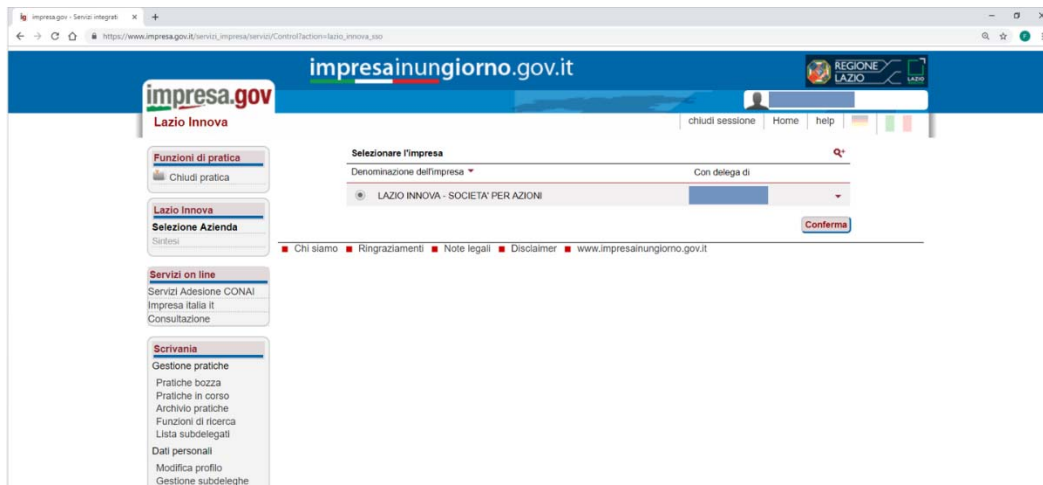 impresa.gov - Servizi integrati
https://www.impresa.gov.it/servizi_impresa/servizi/Control?action=lazio_innova_sso
impresainungiorno.gov.it
REGIONE
LAZIO
LAZIO
impresa.gov
Lazio Innova
chiudi sessione
Home
help
Funzioni di pratica
Chiudi pratica
Lazio Innova
Selezione Azienda
Sintesi
Servizi on line
Servizi Adesione CONAI
Impresa italia it
Consultazione
Scrivania
Gestione pratiche
Pratiche bozza
Pratiche in corso
Archivio pratiche
Funzioni di ricerca
Lista subdelegati
Dati personali
Modifica profilo
Gestione subdeleghe
Selezionare l'impresa
Denominazione dell'impresa
Con delega di
LAZIO INNOVA - SOCIETA' PER AZIONI
Conferma
Chi siamo
Ringraziamenti
Note legali
Disclaimer
www.impresainungiorno.gov.it